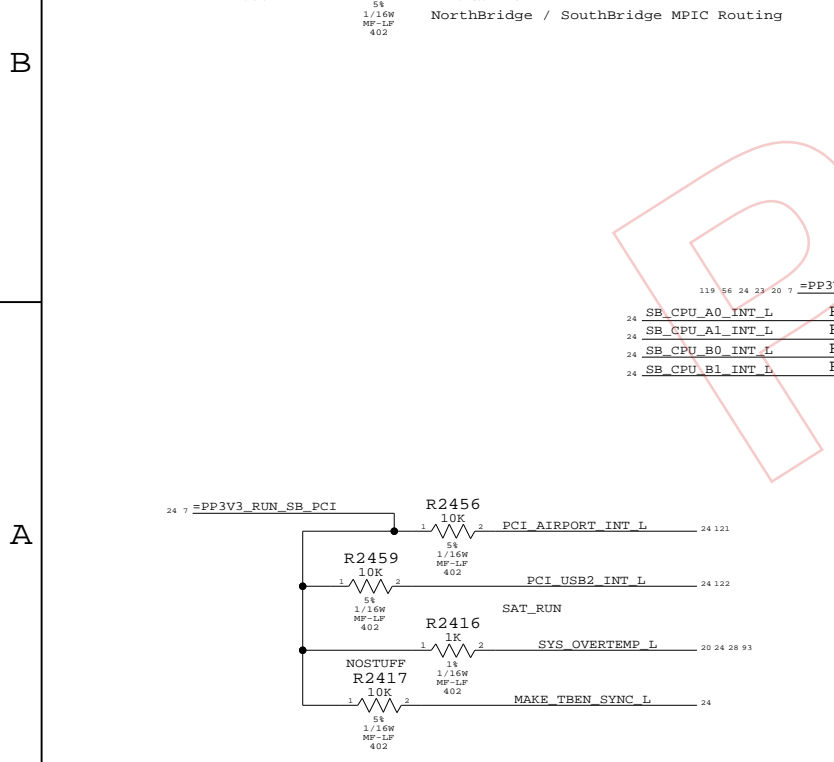 5%
1/16W
MF-LF
402
NorthBridge / SouthBridge MPIC Routing
B
119 56 24 23 20 7 =PP3
24 SB_CPU_A0_INT_L
24 SB_CPU_A1_INT_L
24 SB_CPU_B0_INT_L
24 SB_CPU_B1_INT_L
A
24 7 =PP3V3_RUN_SB_PCI
R2456
10K
1 2 PCI_AIRPORT_INT_L 24 121
5%
1/16W
MF-LF
402
R2459
10K
1 2 PCI_USB2_INT_L 24 122
5%
1/16W
MF-LF
402
SAT_RUN
R2416
1K
1 2 SYS_OVERTEMP_L 20 24 28 93
1%
1/16W
MF-LF
402
NOSTUFF
R2417
10K
1 2 MAKE_TBEN_SYNC_L 24
5%
1/16W
MF-LF
402